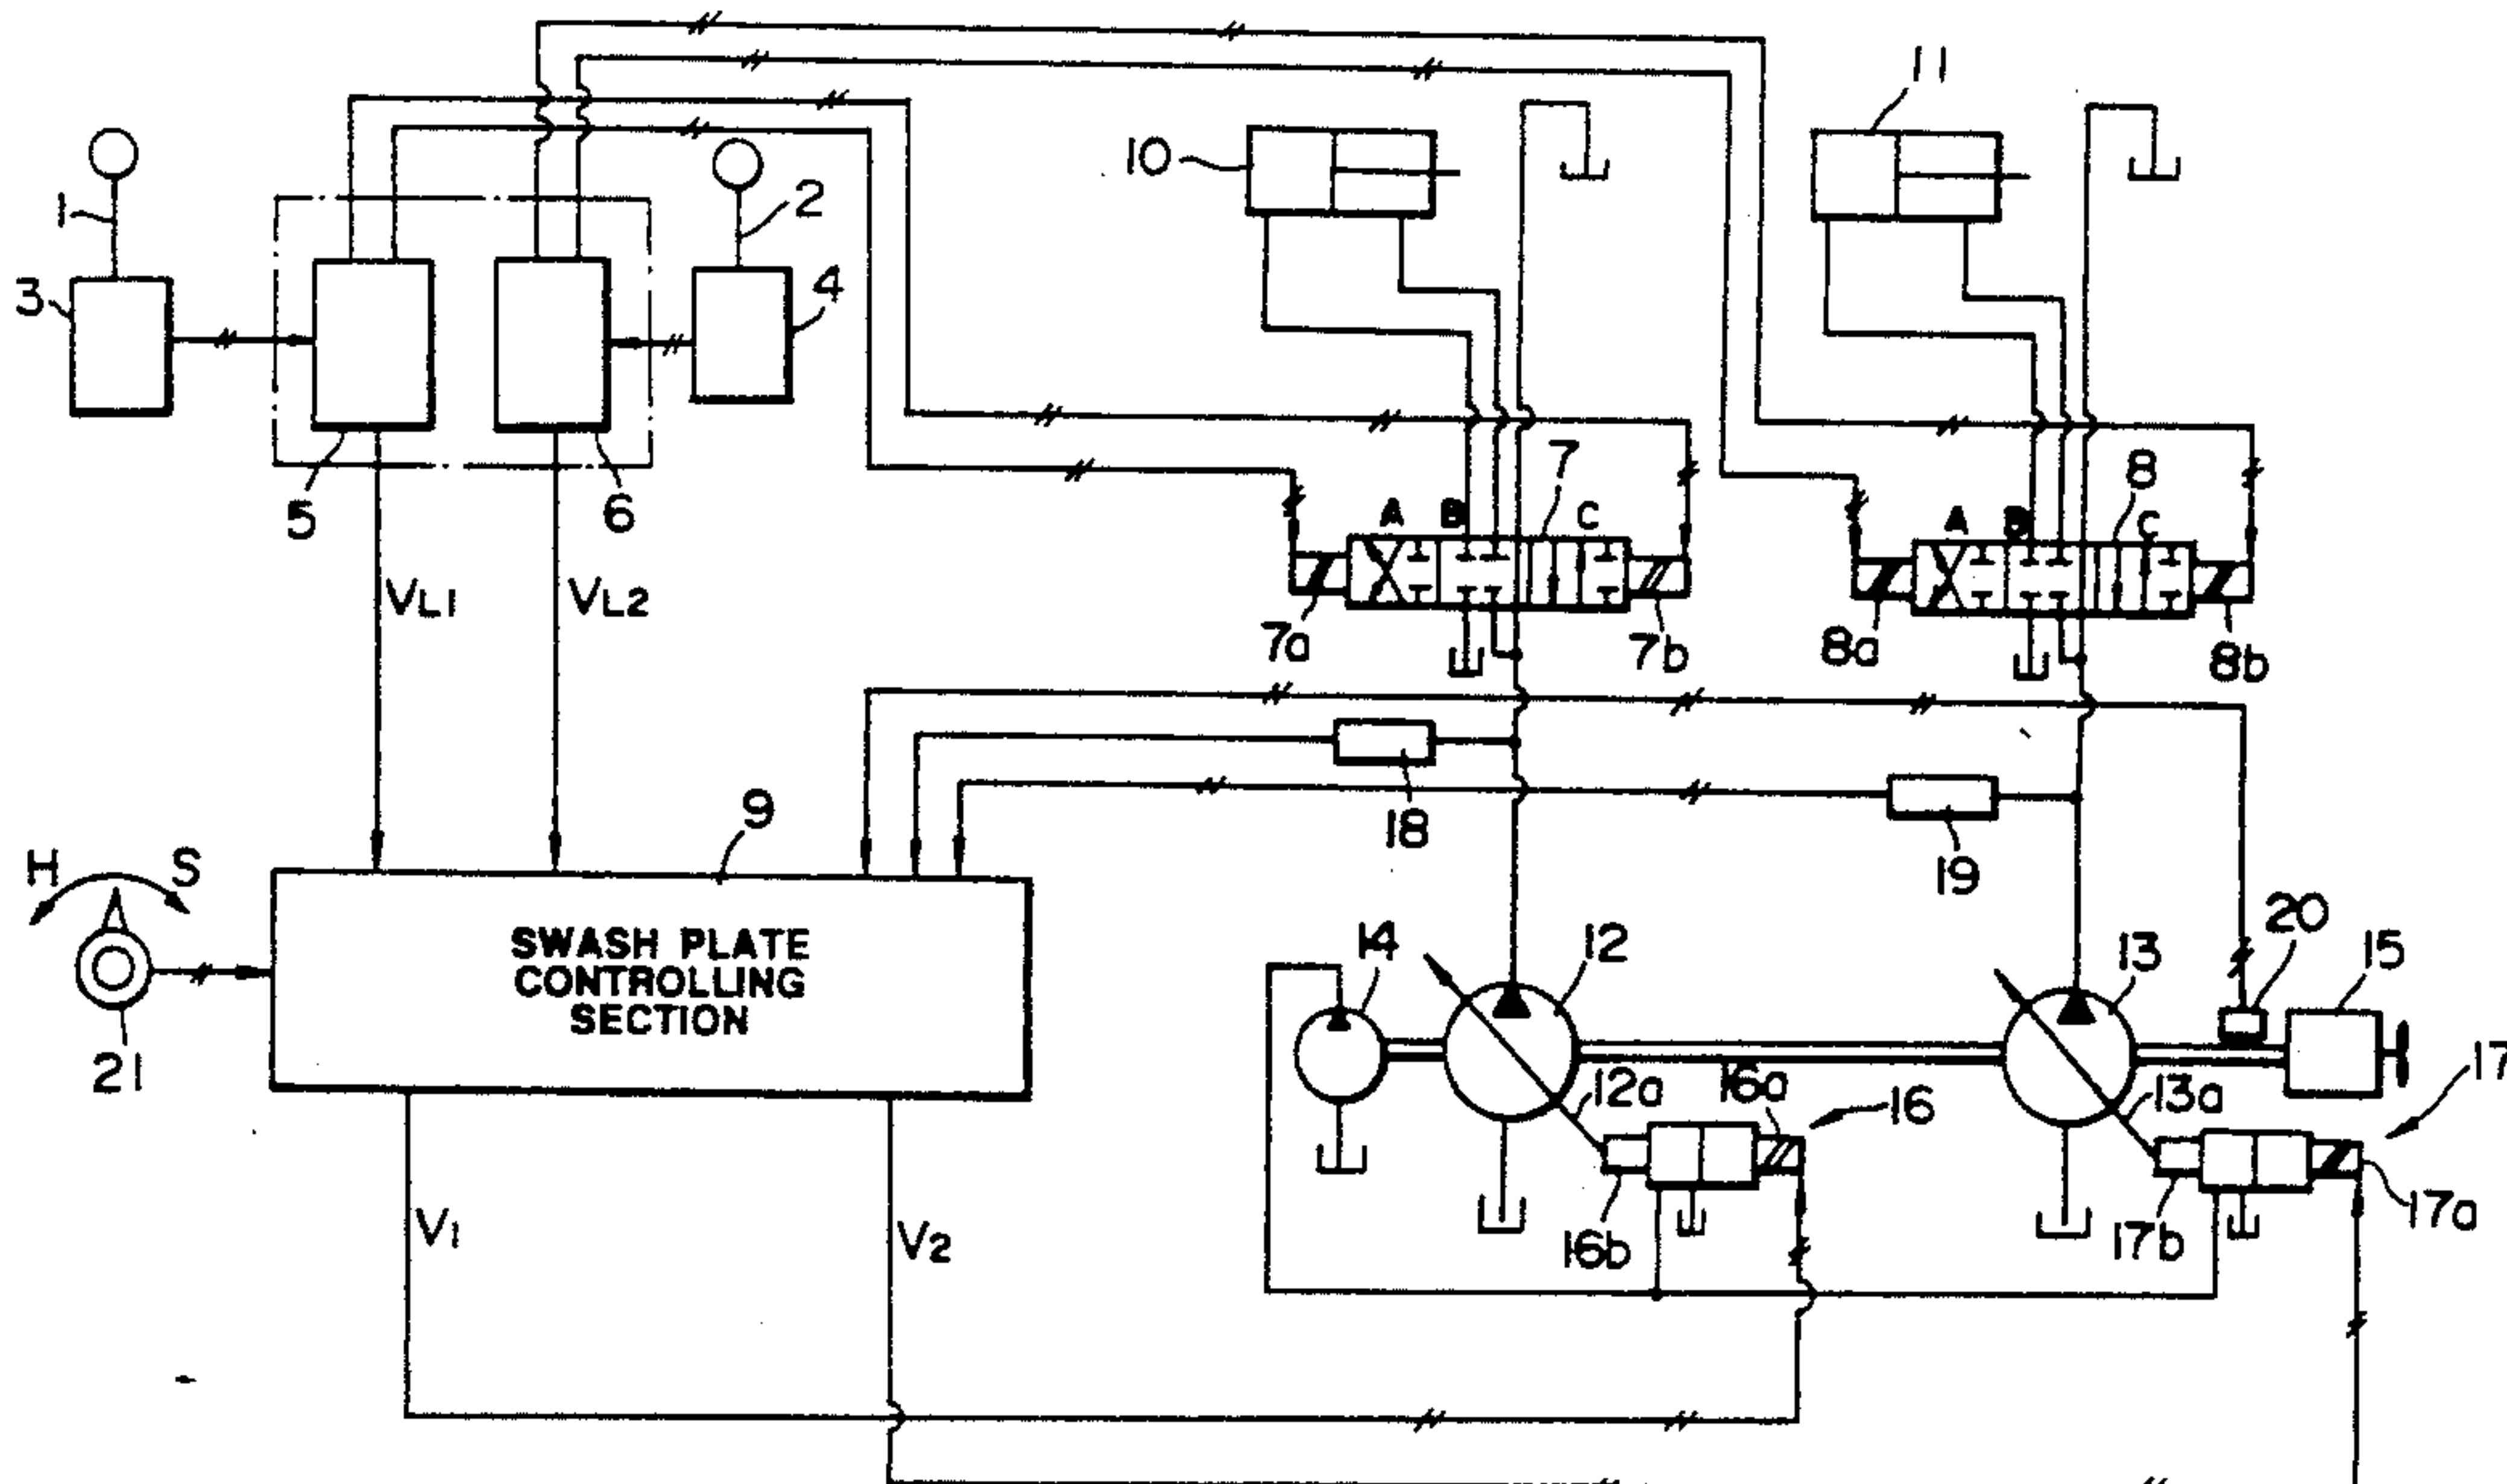 11
10
1
2
3
4
5
6
7
8
A
B
C
A
B
C
VL1
VL2
7a
7b
8a
8b
9
18
19
H
S
SWASH PLATE
CONTROLLING
SECTION
21
14
12
13
20
15
12a
16a
16
13a
17
16b
17b
17a
V1
V2